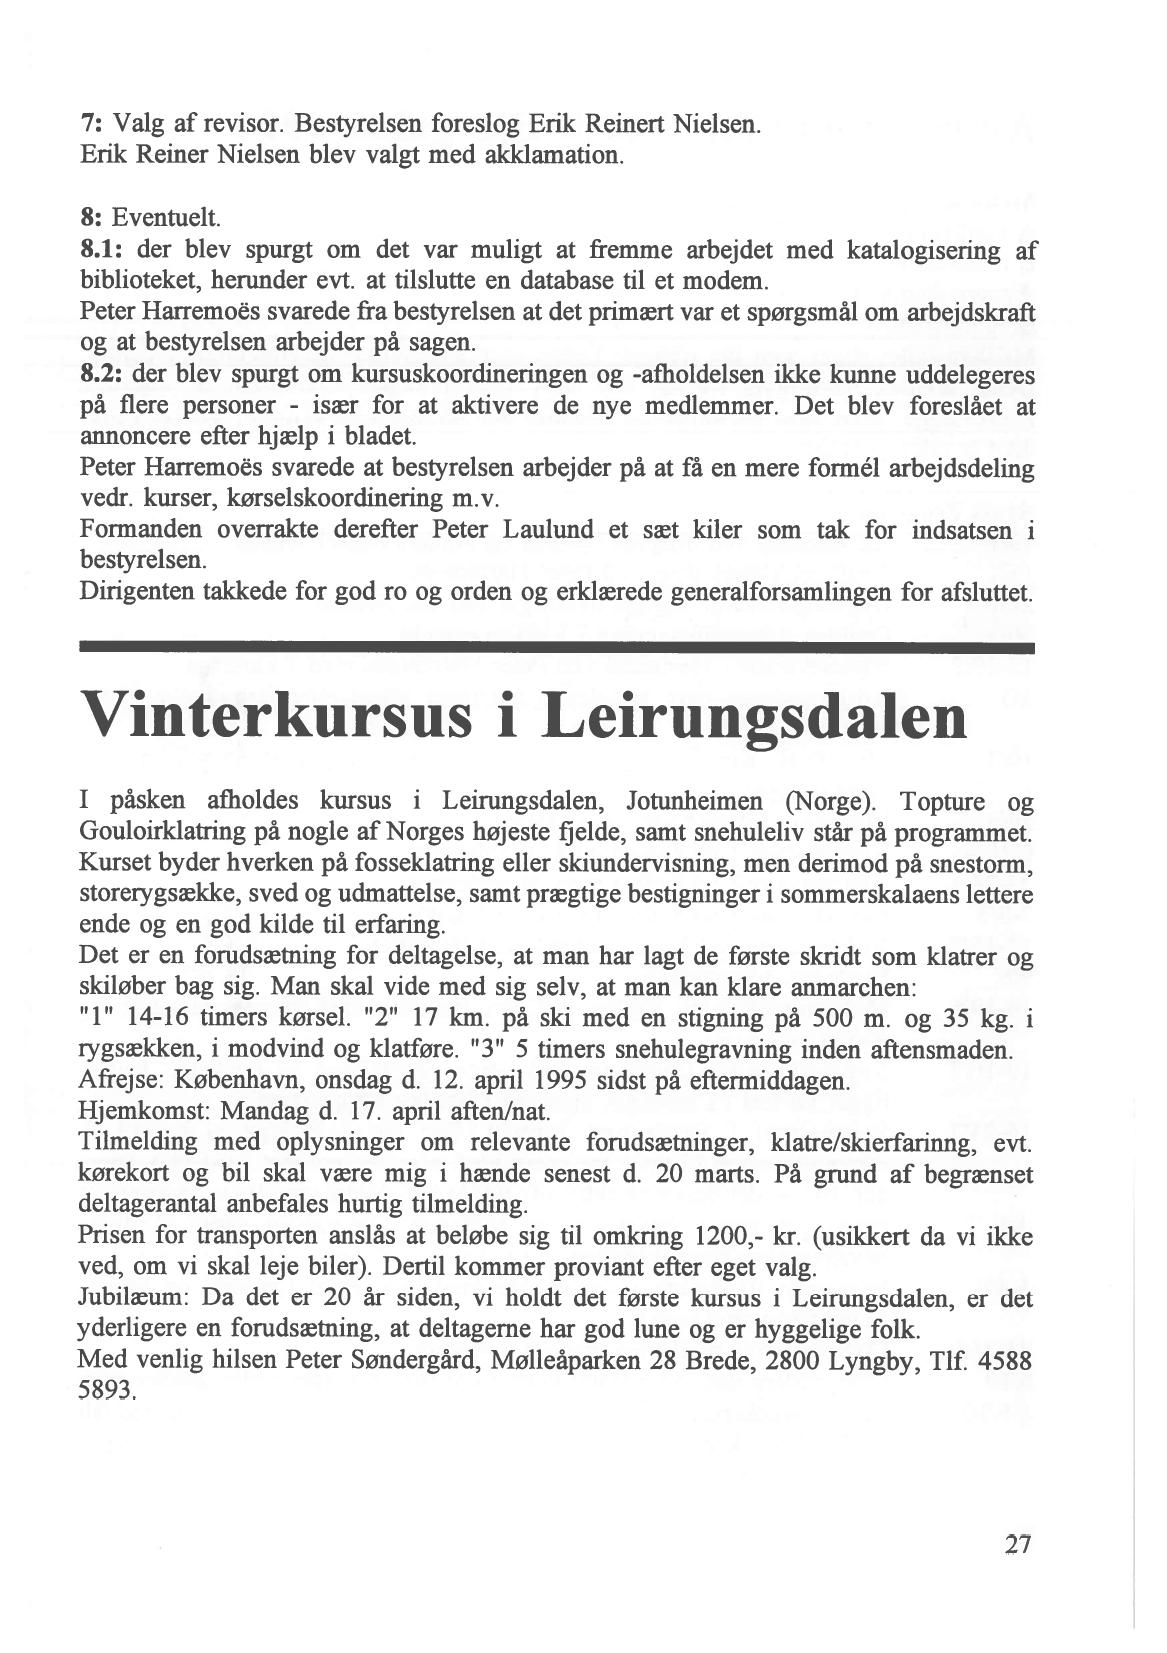 7: Valg af revisor. Bestyrelsen foreslog Erik Reinert Nielsen.
Erik Reiner Nielsen blev valgt med akklamation.
8: Eventuelt.
8.1: der blev spurgt om det var muligt at fremme arbejdet med katalogisering af
biblioteket, herunder evt. at tilslutte en database til et modem.
Peter Harremoës svarede fra bestyrelsen at det primært var et spørgsmål om arbejdskraft
og at bestyrelsen arbejder på sagen.
8.2: der blev spurgt om kursuskoordineringen og -afholdelsen ikke kunne uddelegeres
på flere personer - især for at aktivere de nye medlemmer. Det blev foreslået at
annoncere efter hjælp i bladet.
Peter Harremoës svarede at bestyrelsen arbejder på at få en mere formél arbejdsdeling
vedr. kurser, kørselskoordinering m.v.
Formanden overrakte derefter Peter Laulund et sæt kiler som tak for indsatsen i
bestyrelsen.
Dirigenten takkede for god ro og orden og erklærede generalforsamlingen for afsluttet.
Vinterkursus i Leirungsdalen
I påsken afholdes kursus i Leirungsdalen, Jotunheimen (Norge). Topture og
Gouloirklatring på nogle af Norges højeste fjelde, samt snehuleliv står på programmet.
Kurset byder hverken på fosseklatring eller skiundervisning, men derimod på snestorm,
storerygsække, sved og udmattelse, samt prægtige bestigninger i sommerskalaens lettere
ende og en god kilde til erfaring.
Det er en forudsætning for deltagelse, at man har lagt de første skridt som klatrer og
skiløber bag sig. Man skal vide med sig selv, at man kan klare anmarchen:
"1" 14-16 timers kørsel. "2" 17 km. på ski med en stigning på 500 m. og 35 kg. i
rygsækken, i modvind og klatføre. "3" 5 timers snehulegravning inden aftensmaden.
Afrejse: København, onsdag d. 12. april 1995 sidst på eftermiddagen.
Hjemkomst: Mandag d. 17. april aften/nat.
Tilmelding med oplysninger om relevante forudsætninger, klatre/skierfarinng, evt.
kørekort og bil skal være mig i hænde senest d. 20 marts. På grund af begrænset
deltagerantal anbefales hurtig tilmelding.
Prisen for transporten anslås at beløbe sig til omkring 1200,- kr. (usikkert da vi ikke
ved, om vi skal leje biler). Dertil kommer proviant efter eget valg.
Jubilæum: Da det er 20 år siden, vi holdt det første kursus i Leirungsdalen, er det
yderligere en forudsætning, at deltagerne har god lune og er hyggelige folk.
Med venlig hilsen Peter Søndergård, Mølleåparken 28 Brede, 2800 Lyngby, Tlf. 4588
5893.
27